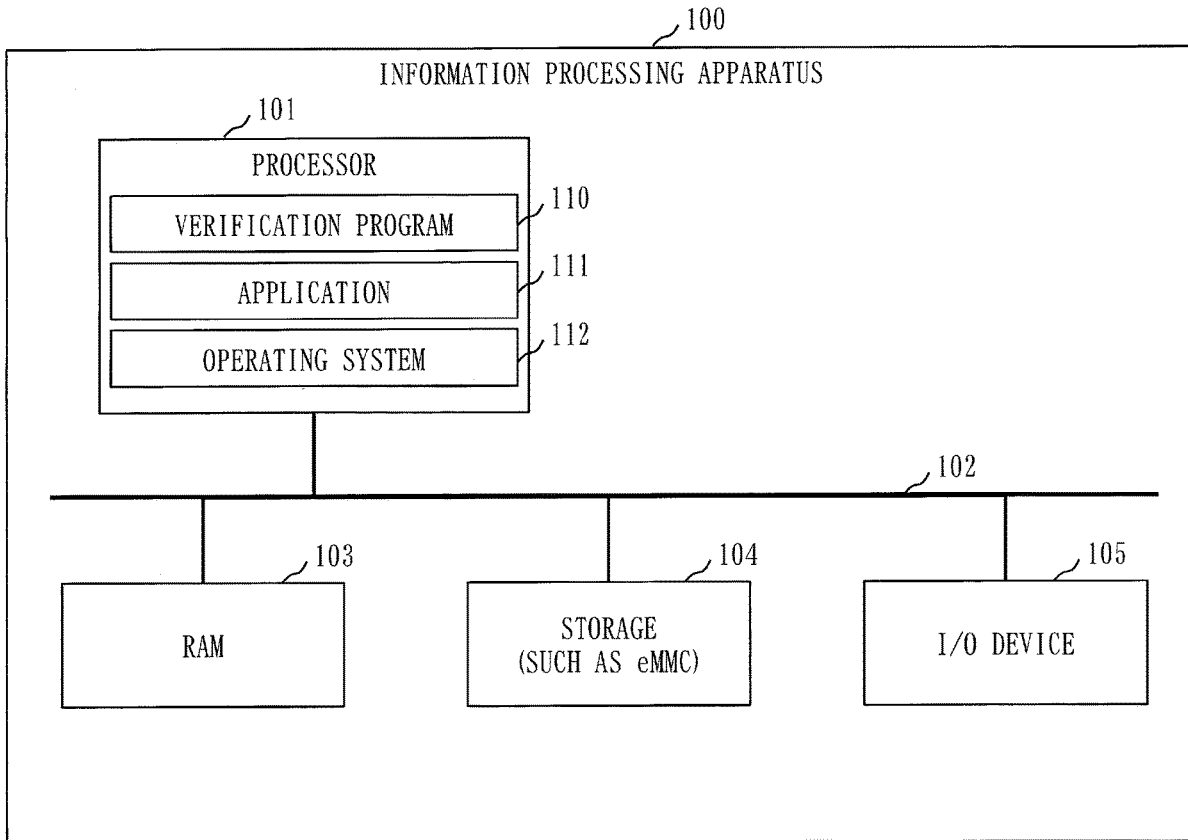 100
INFORMATION PROCESSING APPARATUS
101
PROCESSOR
VERIFICATION PROGRAM
110
APPLICATION
111
OPERATING SYSTEM
112
102
103
RAM
104
STORAGE
(SUCH AS eMMC)
105
I/O DEVICE